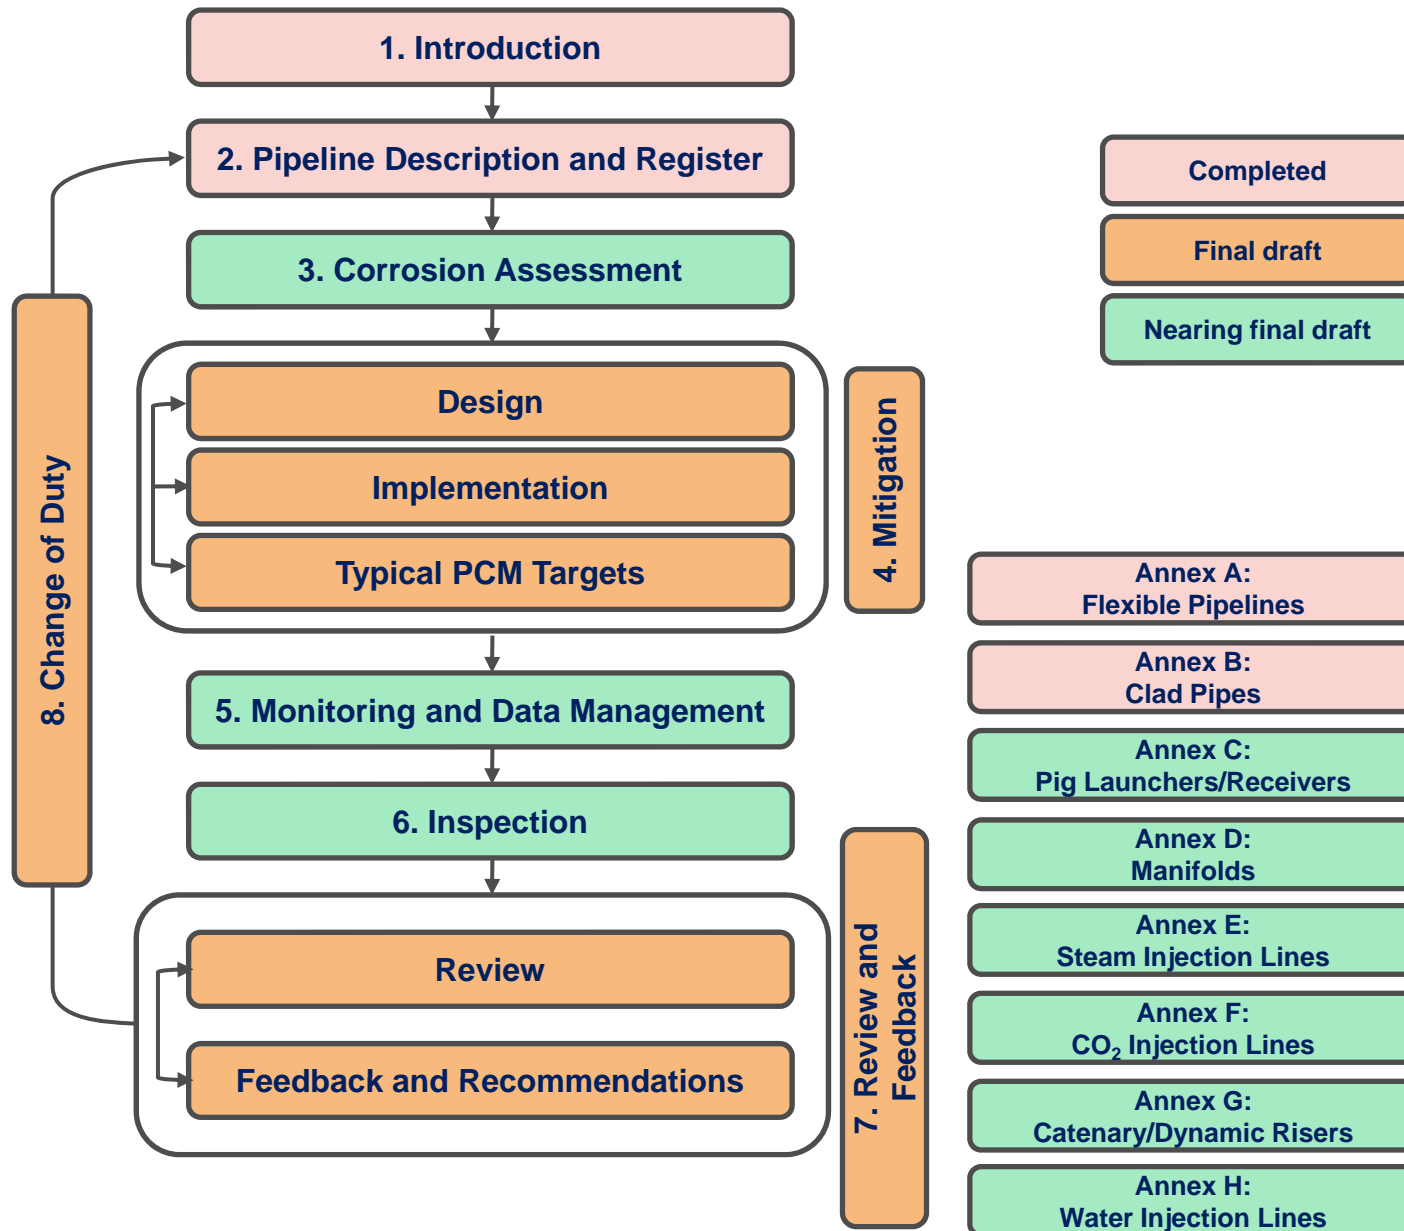 1. Introduction
2. Pipeline Description and Register
3. Corrosion Assessment
Design
Implementation
Typical PCM Targets
4. Mitigation
5. Monitoring and Data Management
6. Inspection
Review
Feedback and Recommendations
7. Review and
Feedback
8. Change of Duty
Completed
Final draft
Nearing final draft
Annex A:
Flexible Pipelines
Annex B:
Clad Pipes
Annex C:
Pig Launchers/Receivers
Annex D:
Manifolds
Annex E:
Steam Injection Lines
Annex F:
CO₂ Injection Lines
Annex G:
Catenary/Dynamic Risers
Annex H:
Water Injection Lines